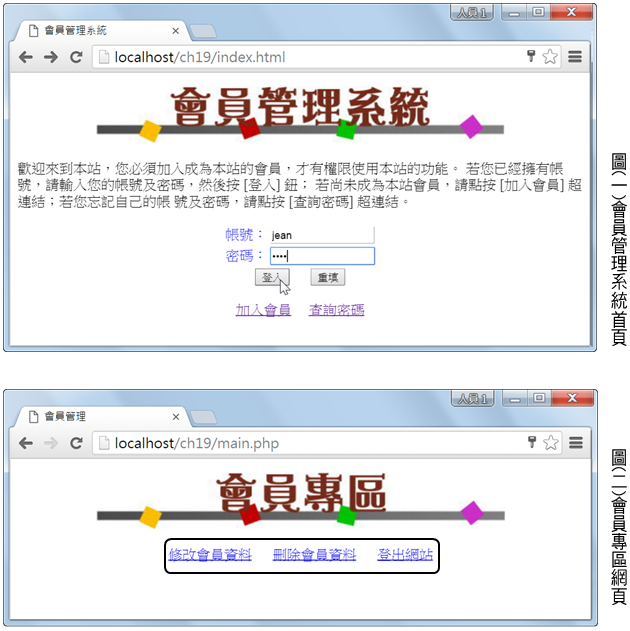 人員 1
會員管理系統
localhost/ch19/index.html
會員管理系統
歡迎來到本站，您必須加入成為本站的會員，才有權限使用本站的功能。 若您已經擁有帳
號，請輸入您的帳號及密碼，然後按 [登入] 鈕； 若尚未成為本站會員，請點按 [加入會員] 超
連結；若您忘記自己的帳 號及密碼，請點按 [查詢密碼] 超連結。
帳號： jean
密碼： ••••
登入 重填
加入會員 查詢密碼
圖(一)會員管理系統首頁
人員 1
會員管理
localhost/ch19/main.php
會員專區
修改會員資料 刪除會員資料 登出網站
圖(二)會員專區網頁